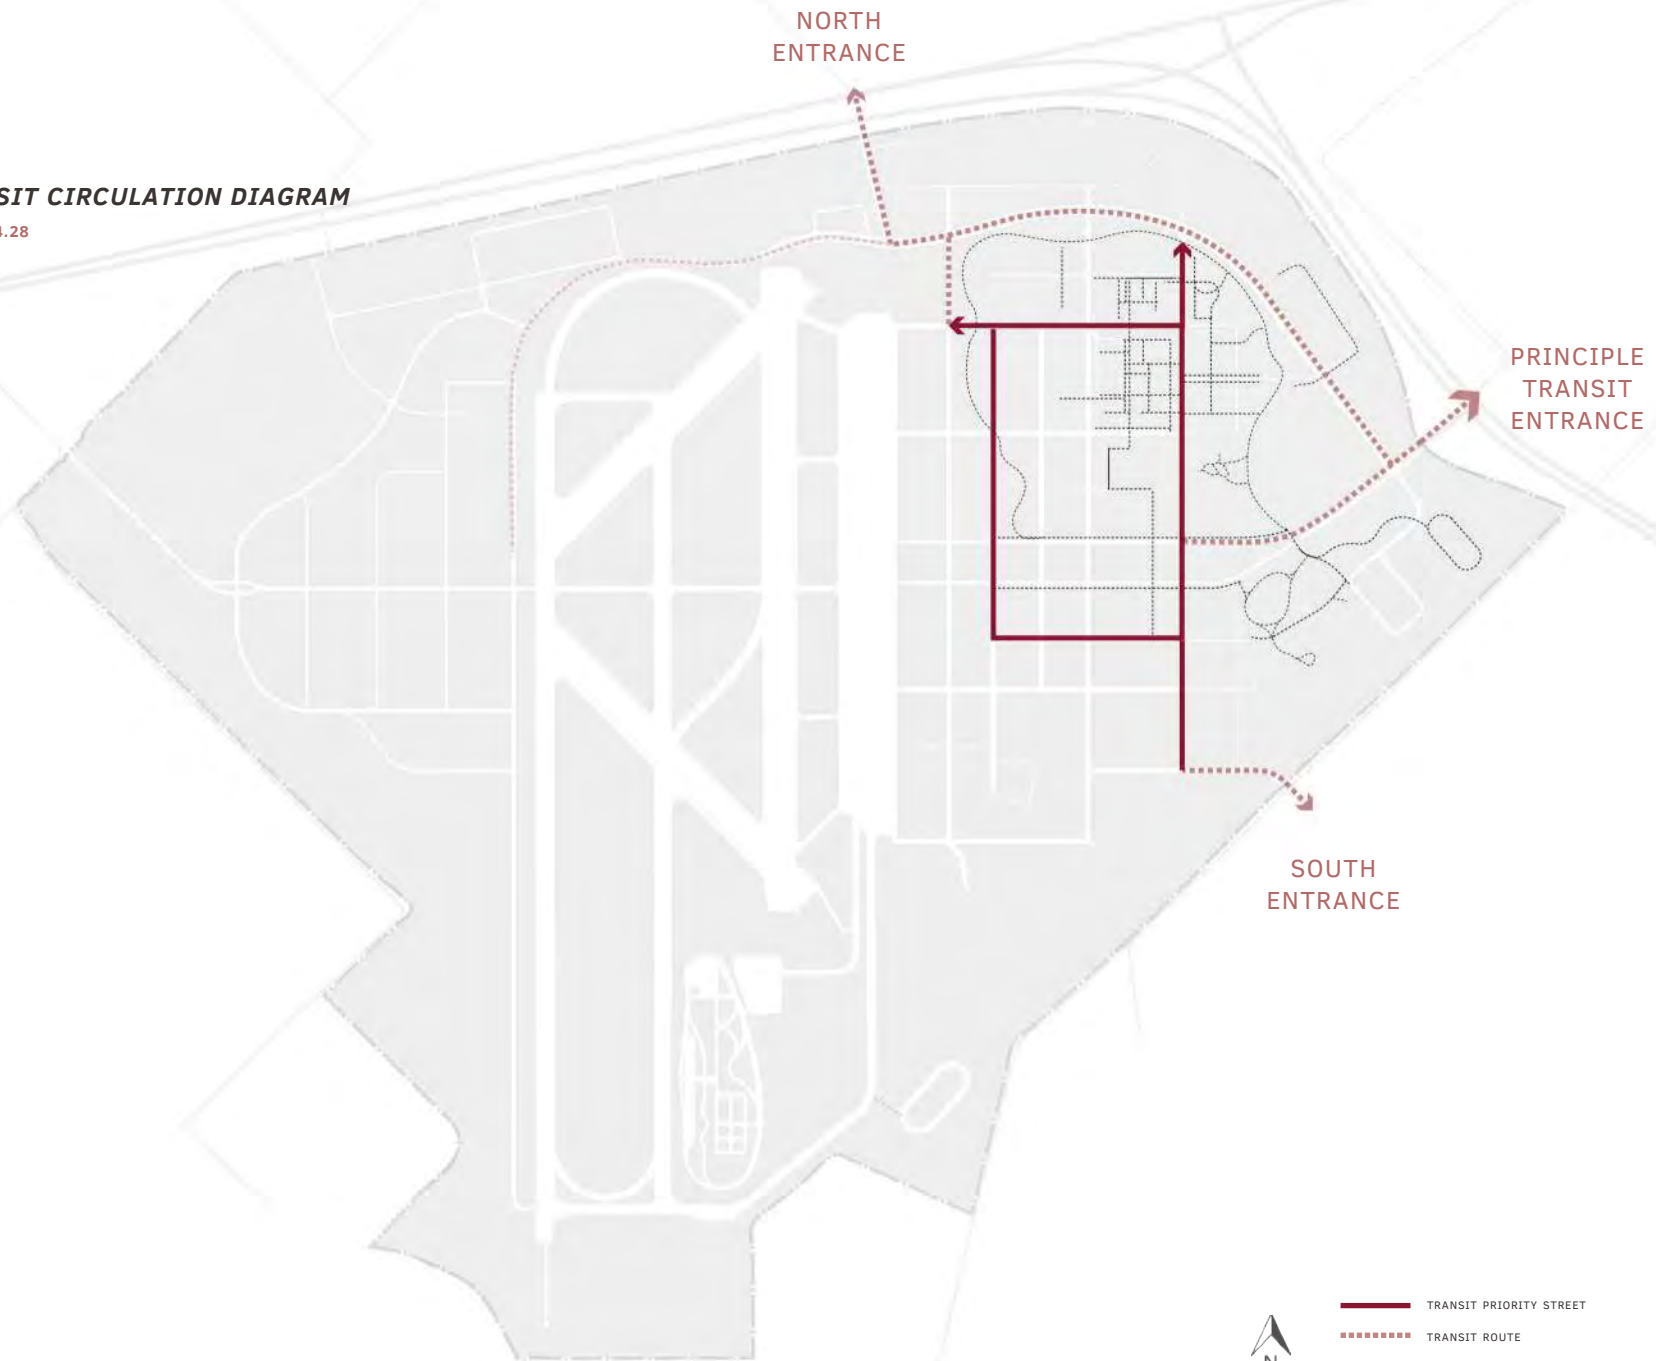 NORTH
ENTRANCE
SIT CIRCULATION DIAGRAM
.28
PRINCIPLE
TRANSIT
ENTRANCE
SOUTH
ENTRANCE
TRANSIT PRIORITY STREET
TRANSIT ROUTE
N